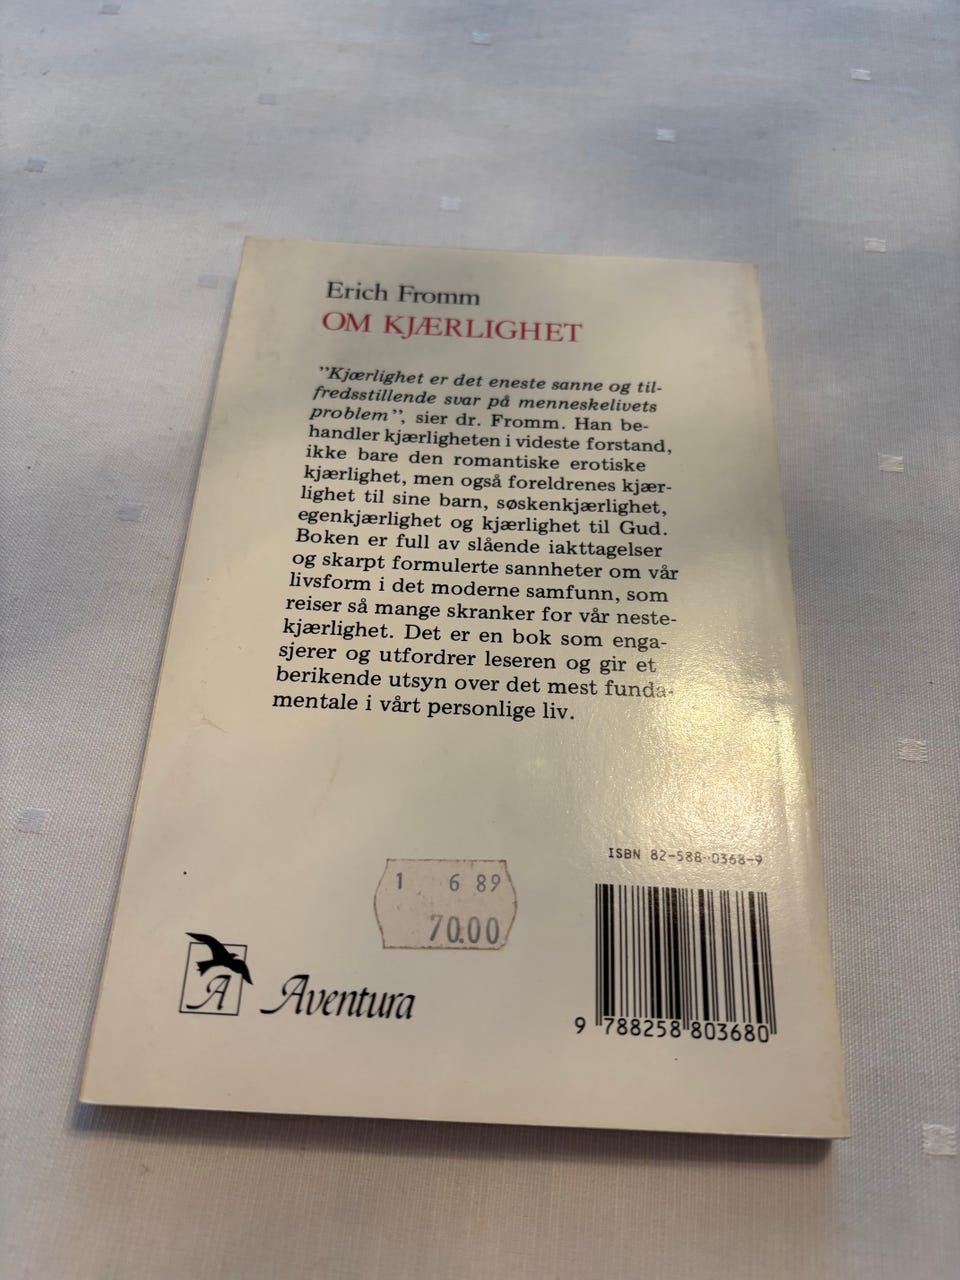 Erich Fromm
OM KJÆRLIGHET
"Kjærlighet er det eneste sanne og til-
fredsstillende svar på menneskelivets
problem", sier dr. Fromm. Han be-
handler kjærligheten i videste forstand,
ikke bare den romantiske erotiske
kjærlighet, men også foreldrenes kjær-
lighet til sine barn, søskenkjærlighet,
egenkjærlighet og kjærlighet til Gud.
Boken er full av slående iakttagelser
og skarpt formulerte sannheter om vår
livsform i det moderne samfunn, som
reiser så mange skranker for vår neste-
kjærlighet. Det er en bok som enga-
sjerer og utfordrer leseren og gir et
berikende utsyn over det mest funda-
mentale i vårt personlige liv.
ISBN 82-588-0368-9
1 6 89
70.00
A Aventura
9 788258 803680